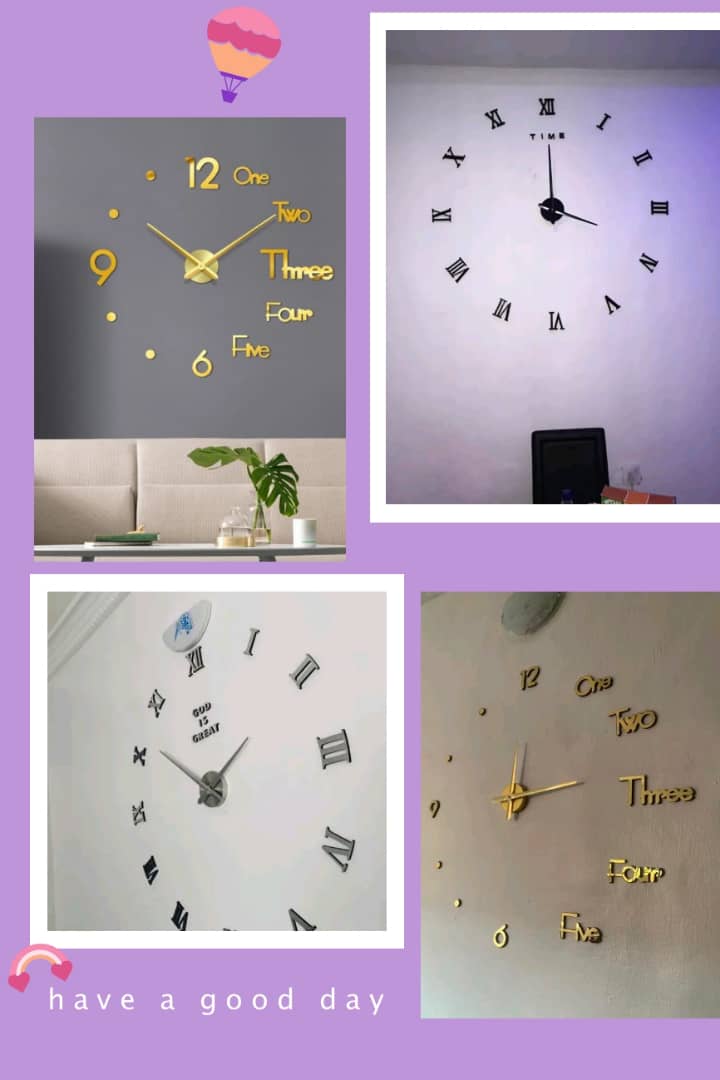 12
One
Two
Three
Four
Five
6
9
XII
I
II
III
IV
V
VI
VII
VIII
IX
X
XI
TIME
XII
I
II
III
IV
V
VII
VIII
IX
X
XI
GOD
IS
GREAT
12
One
Two
Three
Four
Five
6
9
have a good day